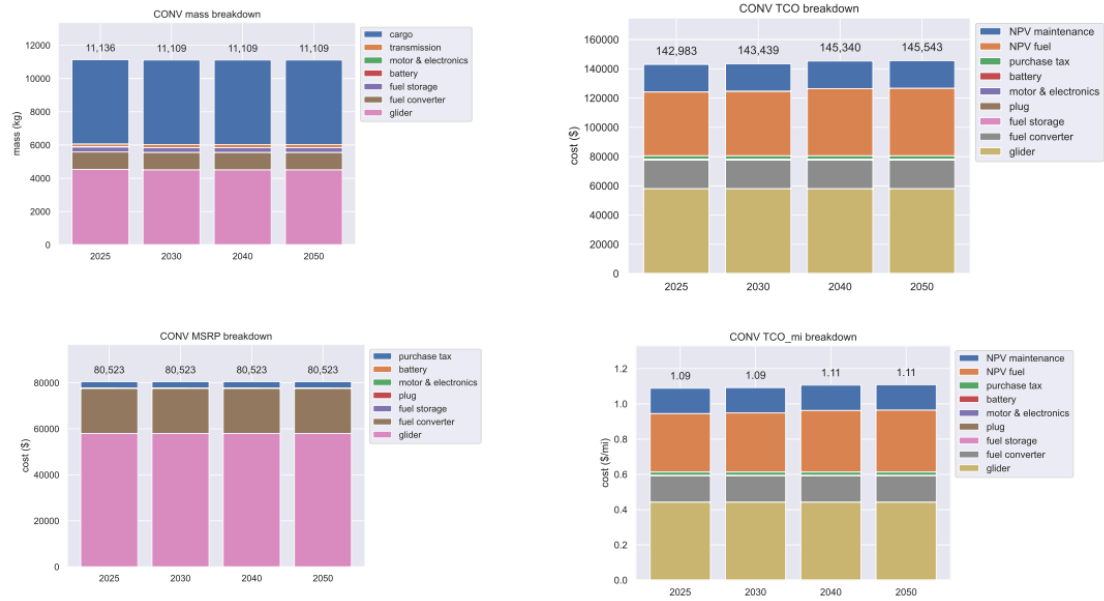 CONV mass breakdown
12000
10000
8000
6000
4000
2000
0
mass (kg)
11,136
11,109
11,109
11,109
2025
2030
2040
2050
cargo
transmission
motor & electronics
battery
fuel storage
fuel converter
glider
CONV TCO breakdown
160000
140000
120000
100000
80000
60000
40000
20000
0
cost ($)
142,983
143,439
145,340
145,543
2025
2030
2040
2050
NPV maintenance
NPV fuel
purchase tax
battery
motor & electronics
plug
fuel storage
fuel converter
glider
CONV MSRP breakdown
80000
60000
40000
20000
0
cost ($)
80,523
80,523
80,523
80,523
2025
2030
2040
2050
purchase tax
battery
motor & electronics
plug
fuel storage
fuel converter
glider
CONV TCO_mi breakdown
1.2
1.0
0.8
0.6
0.4
0.2
0.0
cost ($/mi)
1.09
1.09
1.11
1.11
2025
2030
2040
2050
NPV maintenance
NPV fuel
purchase tax
battery
motor & electronics
plug
fuel storage
fuel converter
glider